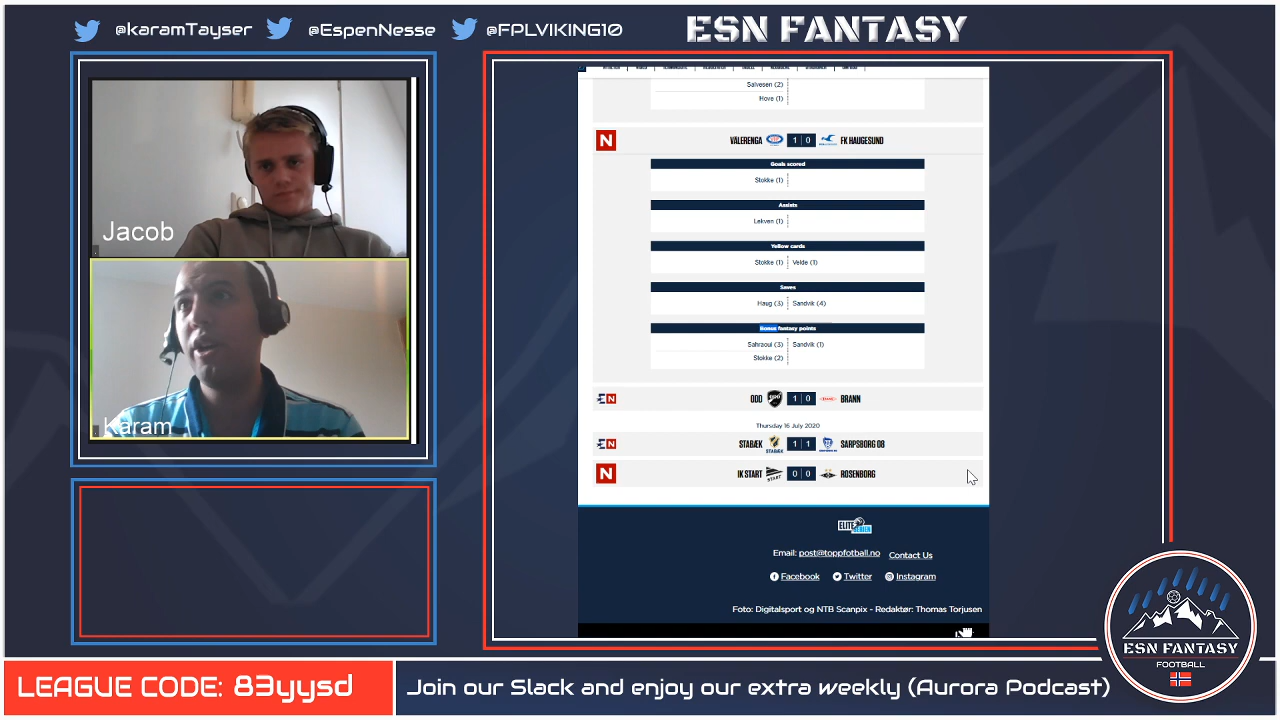 @karamTayser @EspenNesse @FPLVIKING10 ESN FANTASY
Jacob
Karam
Salvesen (2)
Hove (1)
N VÅLERENGA 1 0 FK HAUGESUND
Goals scored
Stokke (1)
Assists
Lekven (1)
Yellow cards
Stokke (1) Velde (1)
Saves
Haug (3) Sandvik (4)
Bonus fantasy points
Sahraoui (3) Sandvik (1)
Stokke (2)
EN ODD 1 0 BRANN
Thursday 16 July 2020
EN STABÆK 1 1 SARPSBORG 08
N IK START 0 0 ROSENBORG
ELITE
Email: post@toppfotball.no Contact Us
Facebook Twitter Instagram
Foto: Digitalsport og NTB Scanpix - Redaktør: Thomas Torjusen
ESN FANTASY
FOOTBALL
LEAGUE CODE: 83yysd
Join our Slack and enjoy our extra weekly (Aurora Podcast)